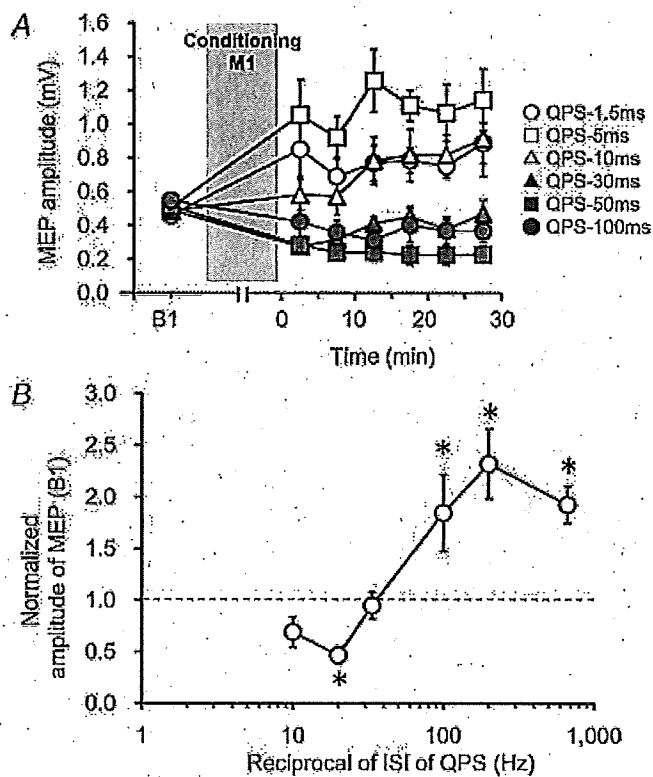 A
MEP amplitude (mV)
1.6
1.4
1.2
1.0
0.8
0.6
0.4
0.2
0.0
Conditioning
M1
B1
0
10
20
30
Time (min)
QPS-1.5ms
QPS-5ms
QPS-10ms
QPS-30ms
QPS-50ms
QPS-100ms
B
Normalized
amplitude of MEP (B1)
3.0
2.5
2.0
1.5
1.0
0.5
0.0
*
*
*
*
1
10
100
1,000
Reciprocal of ISI of QPS (Hz)